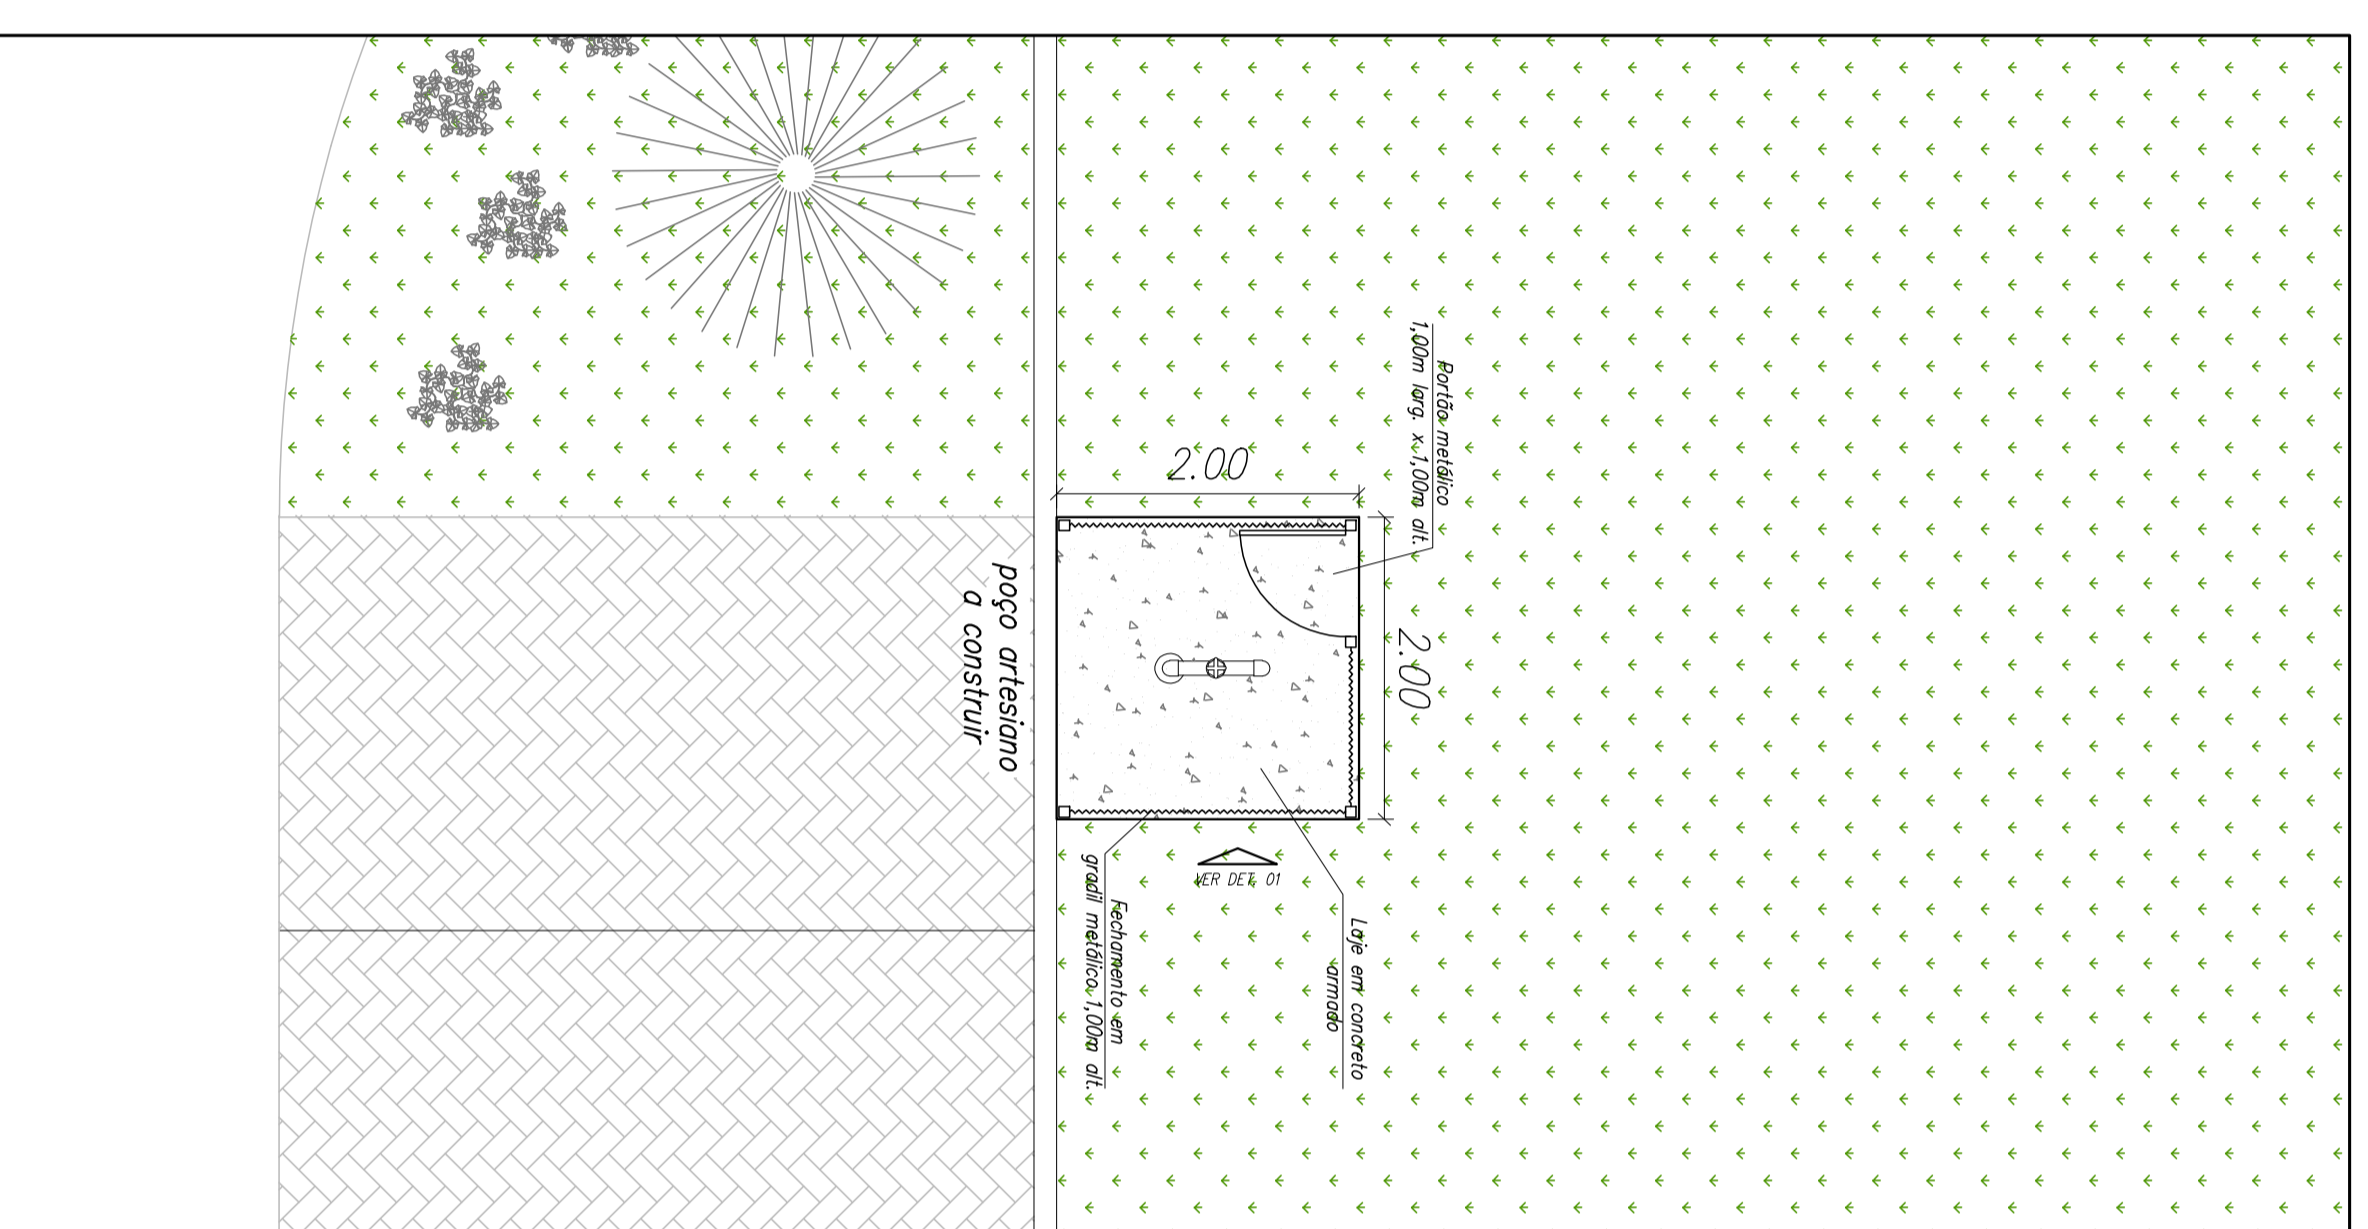 Portão metálico
1,00m larg. x 1,00m alt.
2.00
2.00
poço artesiano
a construir
VER DET. 01
Fechamento em
gradil metálico 1,00m alt.
Laje em concreto
armado